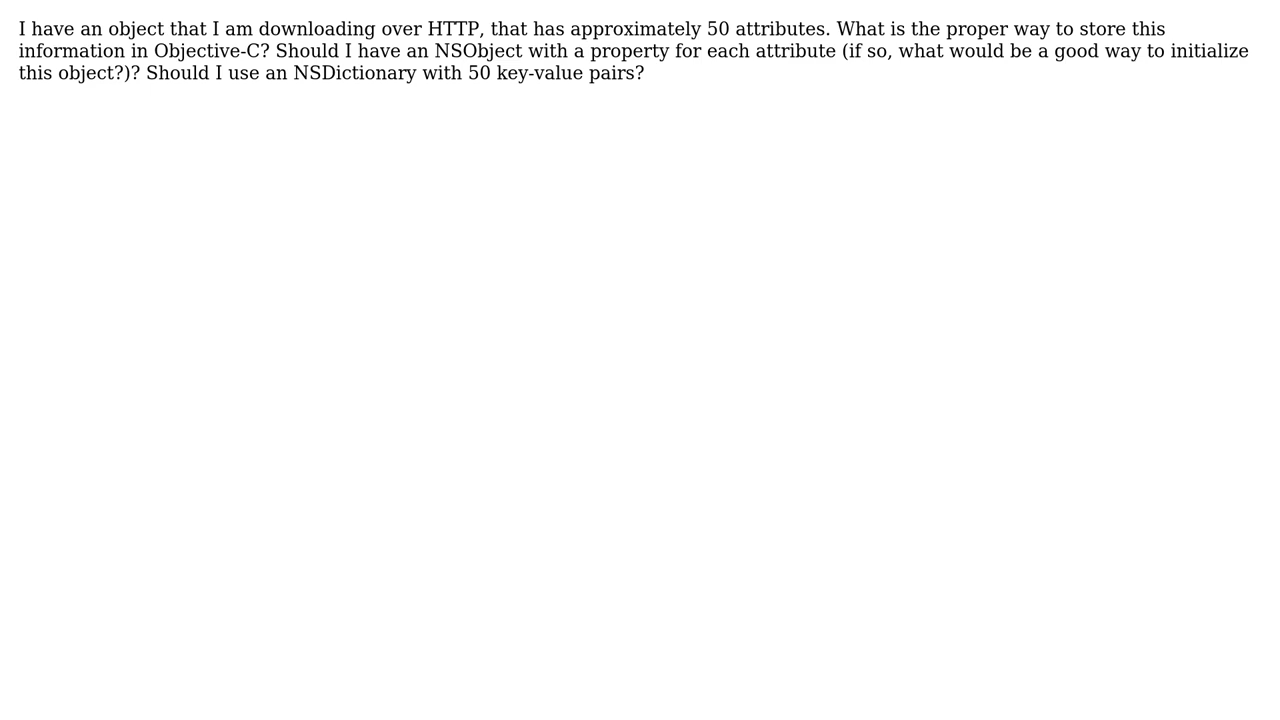 I have an object that I am downloading over HTTP, that has approximately 50 attributes. What is the proper way to store this
information in Objective-C? Should I have an NSObject with a property for each attribute (if so, what would be a good way to initialize
this object?)? Should I use an NSDictionary with 50 key-value pairs?